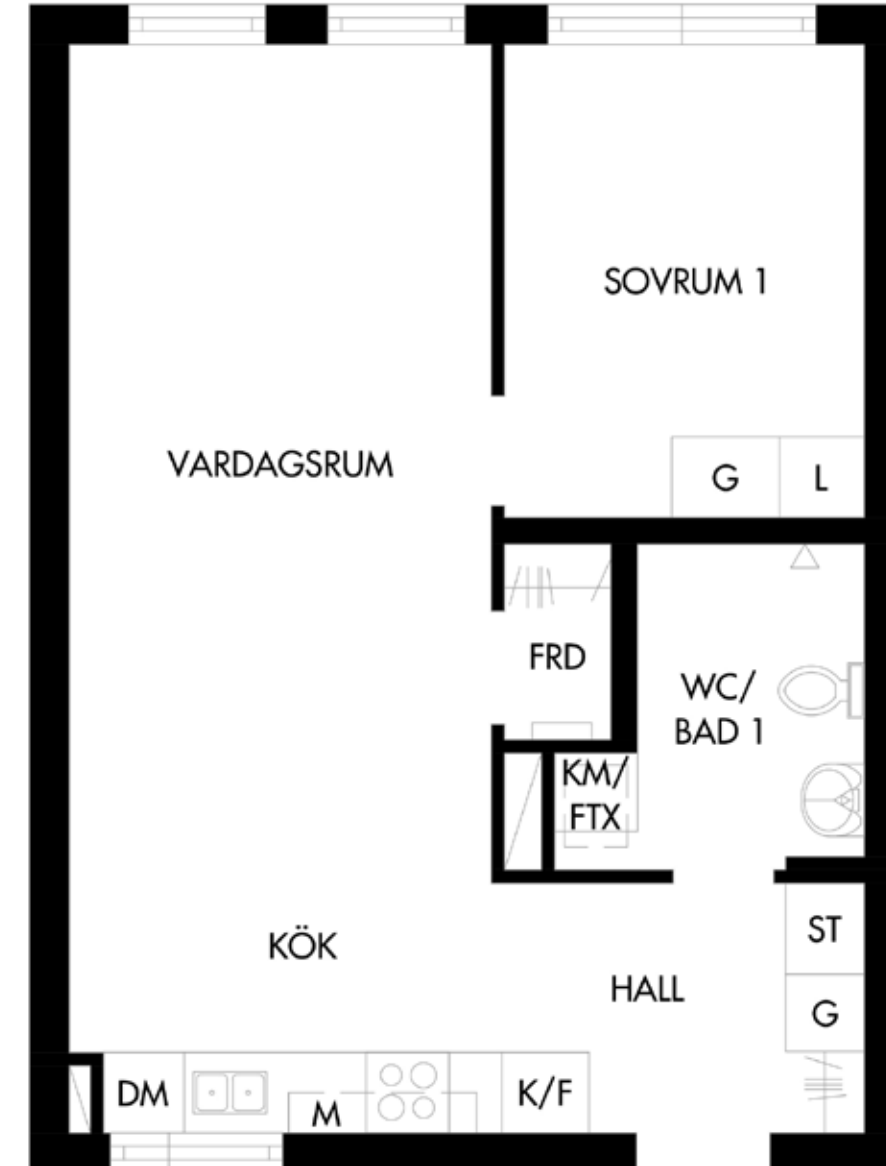 SOVRUM 1
VARDAGSRUM
G
L
FRD
WC/
BAD 1
KM/
FTX
KÖK
HALL
ST
G
DM
M
K/F